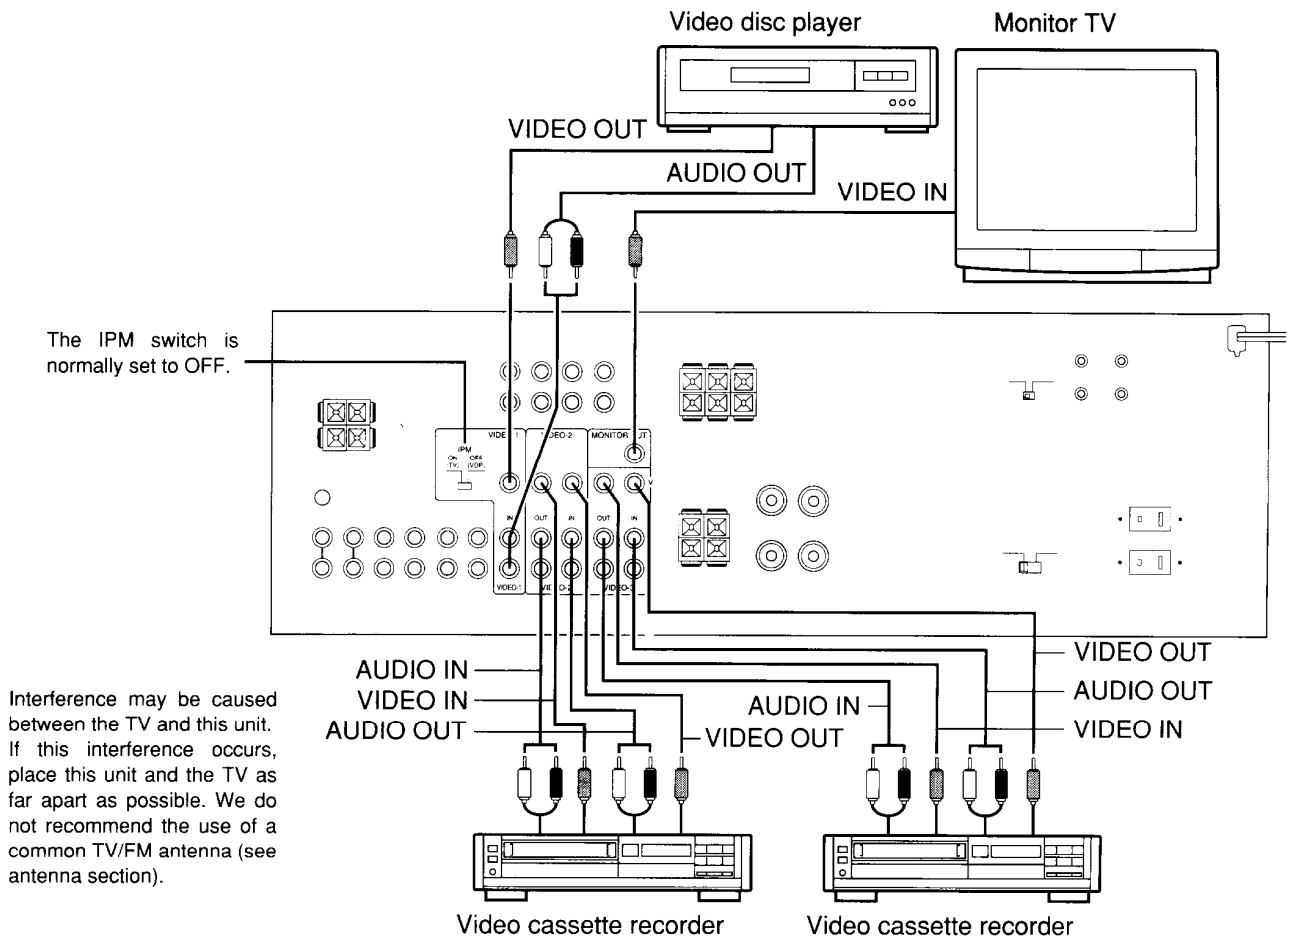 Video disc player
Monitor TV
VIDEO OUT
AUDIO OUT
VIDEO IN
The IPM switch is
normally set to OFF.
MONITOR OUT
IPM
ON OFF
(TV) (VDP)
IN OUT IN OUT IN
VIDEO-1
AUDIO IN
VIDEO IN
AUDIO OUT
AUDIO IN
VIDEO OUT
VIDEO OUT
AUDIO OUT
VIDEO IN
Interference may be caused
between the TV and this unit.
If this interference occurs,
place this unit and the TV as
far apart as possible. We do
not recommend the use of a
common TV/FM antenna (see
antenna section).
Video cassette recorder
Video cassette recorder